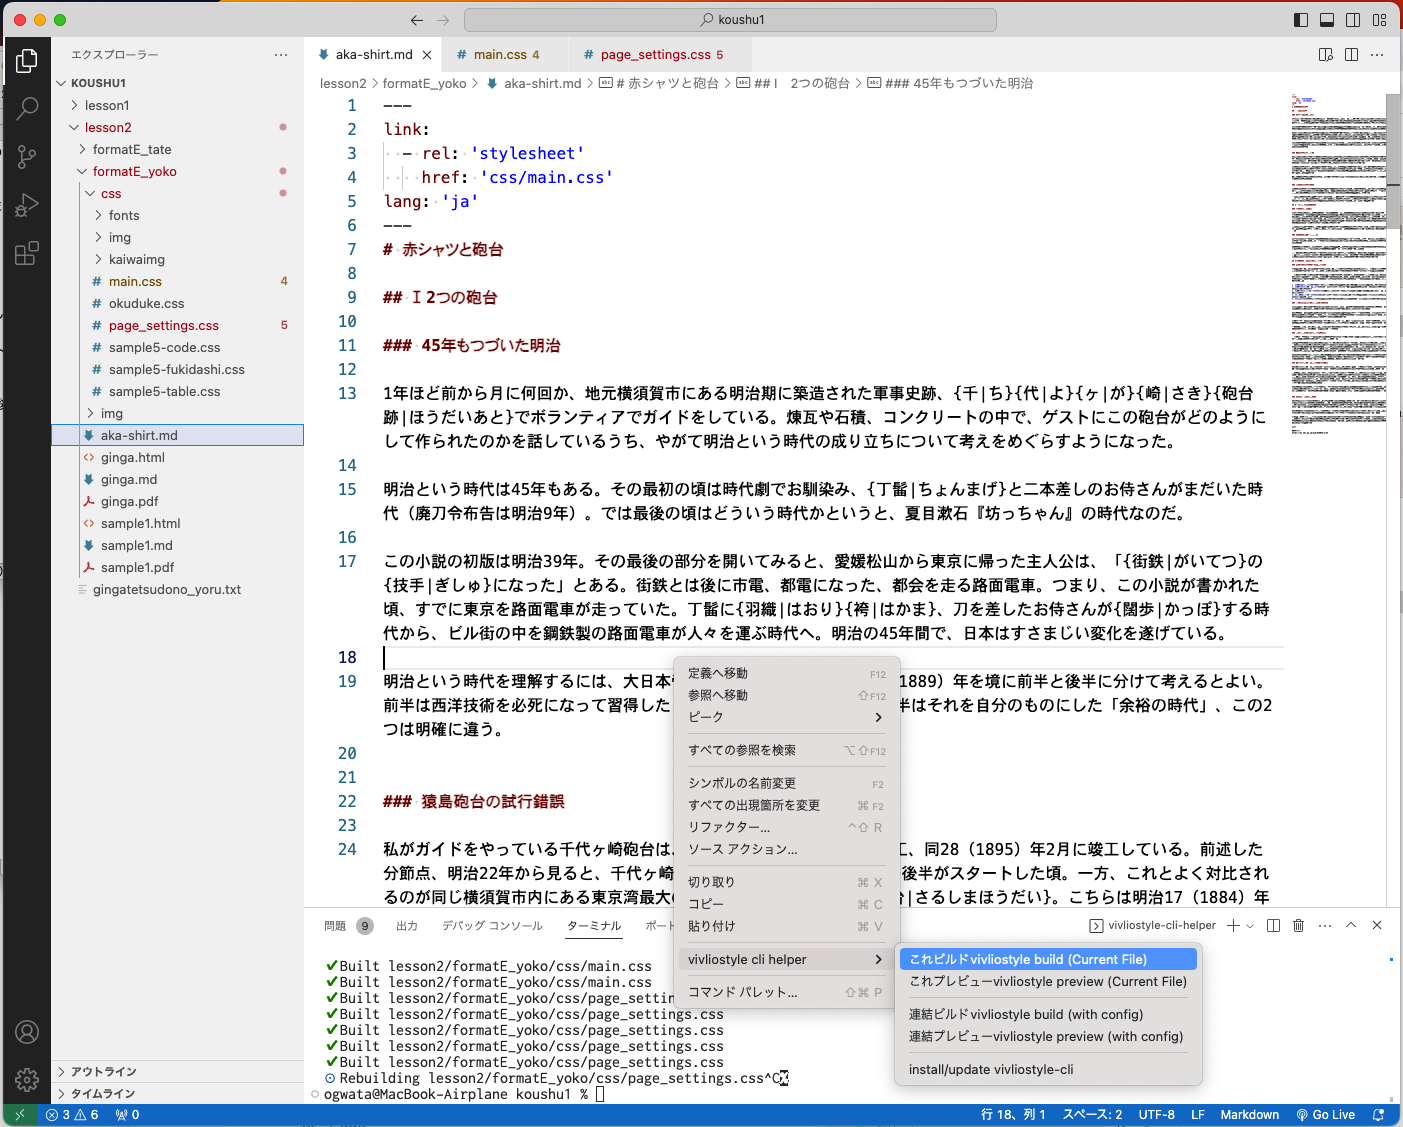 koushu1
エクスプローラー
KOUSHU1
lesson1
lesson2
formatE_tate
formatE_yoko
css
fonts
img
kaiwaimg
main.css 4
okuduke.css
page_settings.css 5
sample5-code.css
sample5-fukidashi.css
sample5-table.css
img
aka-shirt.md
ginga.html
ginga.md
ginga.pdf
sample1.html
sample1.md
sample1.pdf
gingatetsudono_yoru.txt
アウトライン
タイムライン
aka-shirt.md
main.css 4
page_settings.css 5
lesson2 > formatE_yoko > aka-shirt.md > # 赤シャツと砲台 > ## Ⅰ 2つの砲台 > ### 45年もつづいた明治
1 ---
2 link:
3 - rel: 'stylesheet'
4 href: 'css/main.css'
5 lang: 'ja'
6 ---
7 # 赤シャツと砲台
8
9 ## Ⅰ 2つの砲台
10
11 ### 45年もつづいた明治
12
13 1年ほど前から月に何回か、地元横須賀市にある明治期に築造された軍事史跡、{千|ち}{代|よ}{ヶ|が}{崎|さき}{砲台
跡|ほうだいあと}でボランティアでガイドをしている。煉瓦や石積、コンクリートの中で、ゲストにこの砲台がどのように
して作られたのかを話しているうち、やがて明治という時代の成り立ちについて考えをめぐらすようになった。
14
15 明治という時代は45年もある。その最初の頃は時代劇でお馴染み、{丁髷|ちょんまげ}と二本差しのお侍さんがまだいた時
代（廃刀令布告は明治9年）。では最後の頃はどういう時代かというと、夏目漱石『坊っちゃん』の時代なのだ。
16
17 この小説の初版は明治39年。その最後の部分を開いてみると、愛媛松山から東京に帰った主人公は、「{街鉄|がいてつ}の
{技手|ぎしゅ}になった」とある。街鉄とは後に市電、都電になった、都会を走る路面電車。つまり、この小説が書かれた
頃、すでに東京を路面電車が走っていた。丁髷に{羽織|はおり}{袴|はかま}、刀を差したお侍さんが{闊歩|かっぽ}する時
代から、ビル街の中を鋼鉄製の路面電車が人々を運ぶ時代へ。明治の45年間で、日本はすさまじい変化を遂げている。
18
19 明治という時代を理解するには、大日本 1889）年を境に前半と後半に分けて考えるとよい。
前半は西洋技術を必死になって習得した 半はそれを自分のものにした「余裕の時代」、この2
つは明確に違う。
20
21
22 ### 猿島砲台の試行錯誤
23
24 私がガイドをやっている千代ヶ崎砲台は、 工、同28（1895）年2月に竣工している。前述した
分節点、明治22年から見ると、千代ヶ崎 後半がスタートした頃。一方、これとよく対比され
るのが同じ横須賀市内にある東京湾最大の 台|さるしまほうだい}。こちらは明治17（1884）年
定義へ移動 F12
参照へ移動 ⇧F12
ピーク
すべての参照を検索 ⌥⇧F12
シンボルの名前変更 F2
すべての出現箇所を変更 ⌘F2
リファクター... ^⇧R
ソース アクション...
切り取り ⌘X
コピー ⌘C
貼り付け ⌘V
vivliostyle cli helper
コマンド パレット... ⇧⌘P
これビルドvivliostyle build (Current File)
これプレビューvivliostyle preview (Current File)
連結ビルドvivliostyle build (with config)
連結プレビューvivliostyle preview (with config)
install/update vivliostyle-cli
問題 9 出力 デバッグ コンソール ターミナル ポート
vivliostyle-cli-helper
✔Built lesson2/formatE_yoko/css/main.css
✔Built lesson2/formatE_yoko/css/main.css
✔Built lesson2/formatE_yoko/css/page_settin
✔Built lesson2/formatE_yoko/css/page_settings.css
✔Built lesson2/formatE_yoko/css/page_settings.css
✔Built lesson2/formatE_yoko/css/page_settings.css
✔Built lesson2/formatE_yoko/css/page_settings.css
Rebuilding lesson2/formatE_yoko/css/page_settings.css^C
ogwata@MacBook-Airplane koushu1 %
3 6 0
行 18、列 1 スペース: 2 UTF-8 LF Markdown Go Live